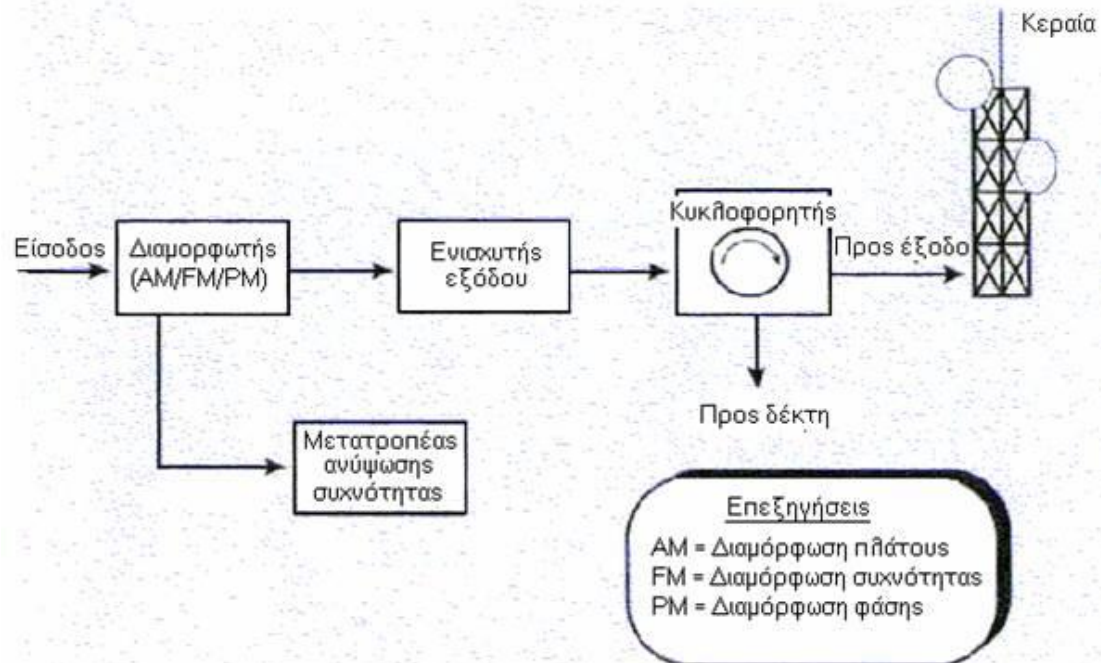 Κεραία
Κυκλοφορητής
Είσοδος
Διαμορφωτής
(AM/FM/PM)
Ενισχυτής
εξόδου
Προς έξοδο
Προς δέκτη
Μετατροπέας
ανύψωσης
συχνότητας
Επεξηγήσεις
AM = Διαμόρφωση πλάτους
FM = Διαμόρφωση συχνότητας
PM = Διαμόρφωση φάσης